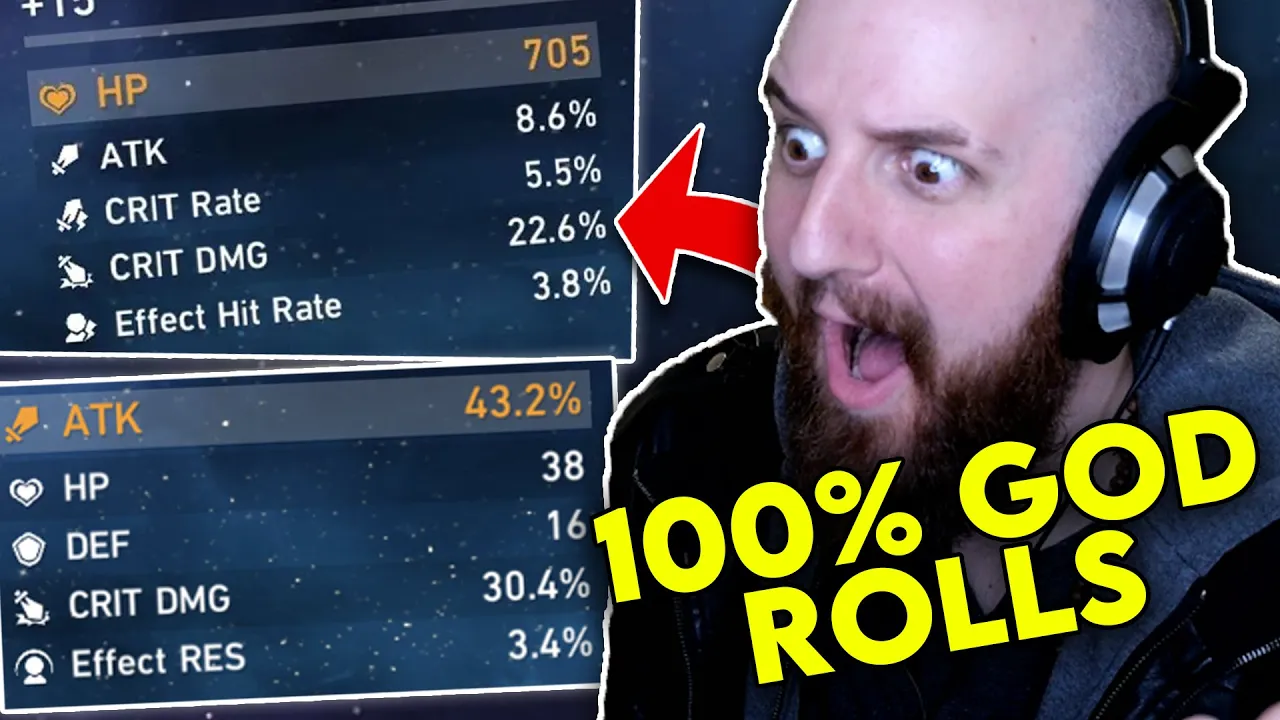 +15
HP 705
ATK 8.6%
CRIT Rate 5.5%
CRIT DMG 22.6%
Effect Hit Rate 3.8%
ATK 43.2%
HP 38
DEF 16
CRIT DMG 30.4%
Effect RES 3.4%
100% GOD
ROLLS